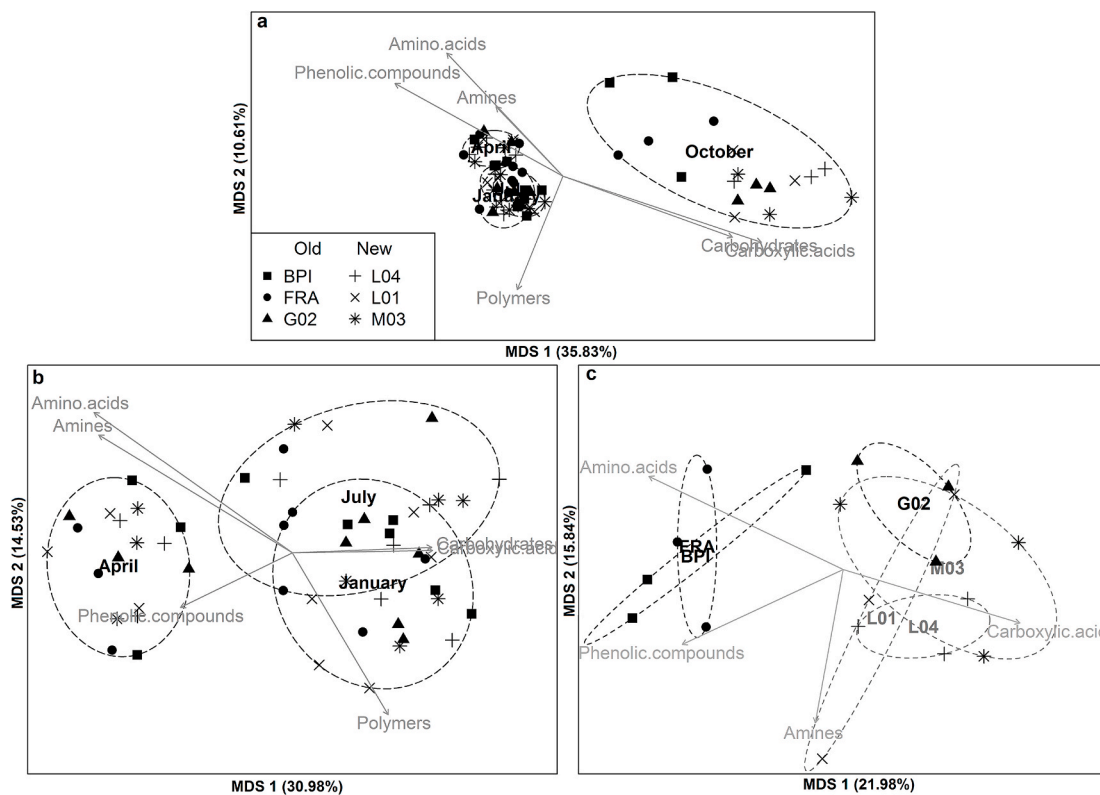 a
Amino.acids
Phenolic.compounds
Amines
April
October
January
Carbohydrates
Carboxylic.acids
Polymers
Old New
BPI L04
FRA L01
G02 M03
MDS 2 (10.61%)
MDS 1 (35.83%)
b
Amino.acids
Amines
July
Carbohydrates
Carboxylic.acid
April
January
Phenolic.compounds
Polymers
MDS 2 (14.53%)
MDS 1 (30.98%)
c
Amino.acids
G02
FRA
BPI
M03
L01
L04
Carboxylic.acid
Phenolic.compounds
Amines
MDS 2 (15.84%)
MDS 1 (21.98%)